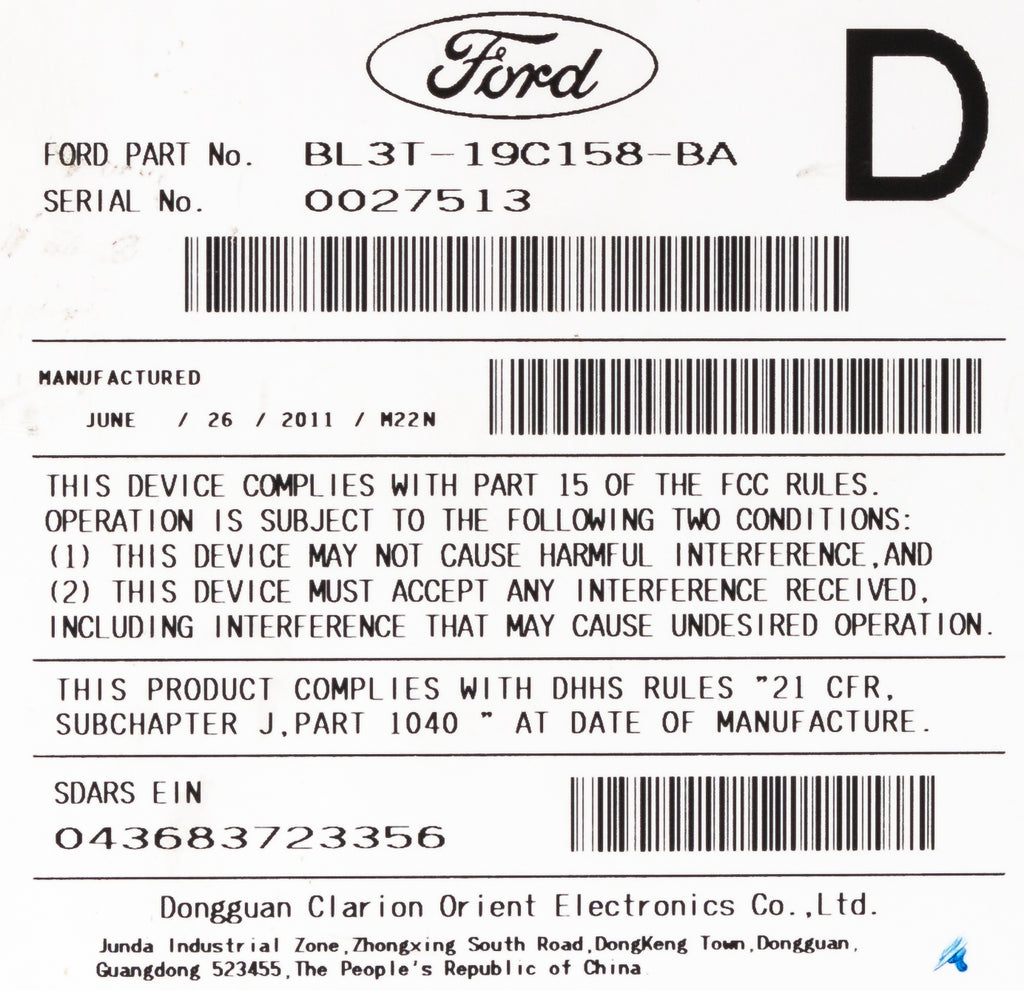 Ford
D
FORD PART No. BL3T-19C158-BA
SERIAL No. 0027513
MANUFACTURED
JUNE / 26 / 2011 / M22N
THIS DEVICE COMPLIES WITH PART 15 OF THE FCC RULES.
OPERATION IS SUBJECT TO THE FOLLOWING TWO CONDITIONS:
(1) THIS DEVICE MAY NOT CAUSE HARMFUL INTERFERENCE,AND
(2) THIS DEVICE MUST ACCEPT ANY INTERFERENCE RECEIVED,
INCLUDING INTERFERENCE THAT MAY CAUSE UNDESIRED OPERATION.
THIS PRODUCT COMPLIES WITH DHHS RULES "21 CFR,
SUBCHAPTER J,PART 1040 " AT DATE OF MANUFACTURE.
SDARS EIN
043683723356
Dongguan Clarion Orient Electronics Co.,Ltd.
Junda Industrial Zone,Zhongxing South Road,DongKeng Town,Dongguan,
Guangdong 523455,The People's Republic of China